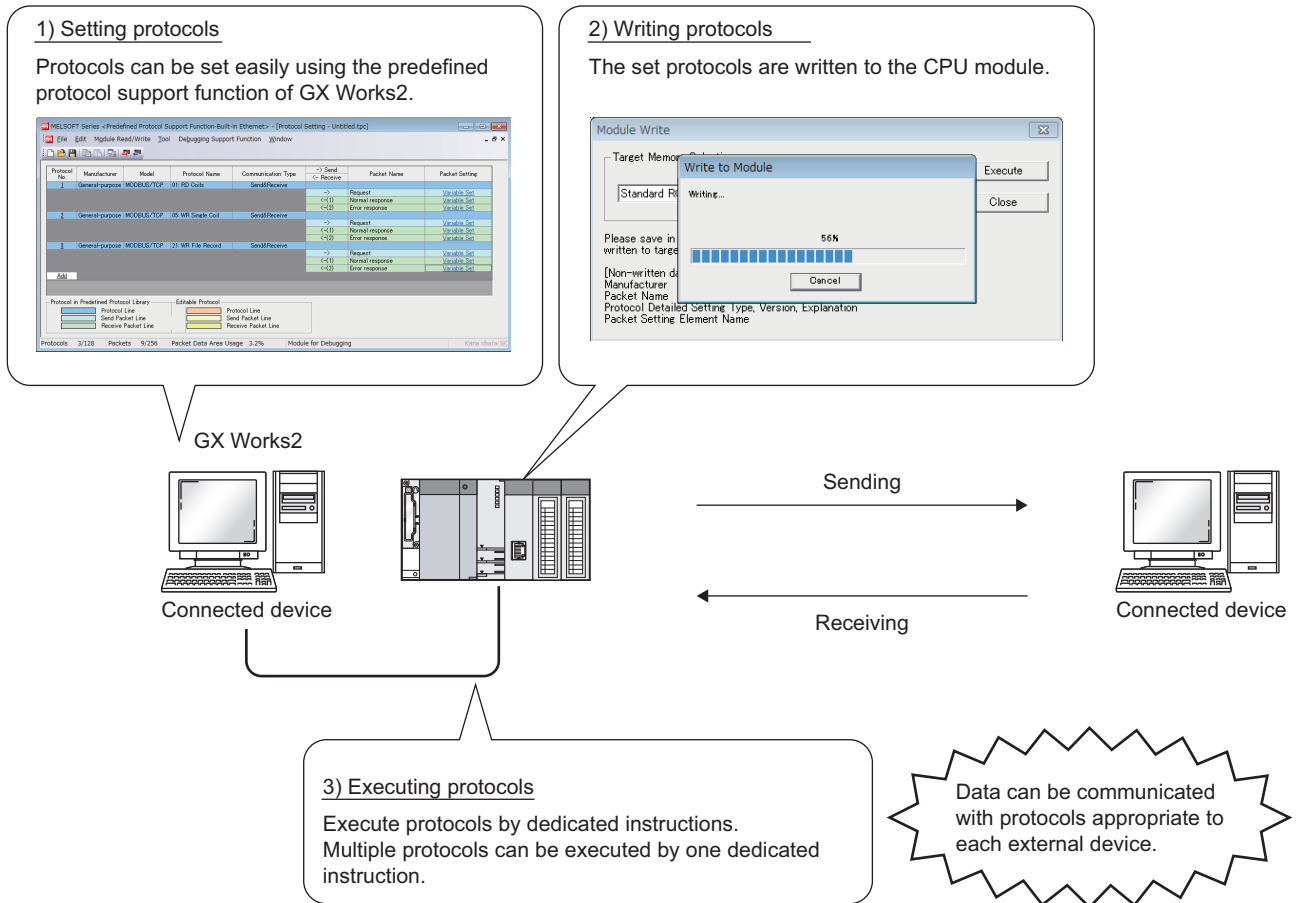 1) Setting protocols
Protocols can be set easily using the predefined
protocol support function of GX Works2.
MELSOFT Series <Predefined Protocol Support Function-Built-in Ethernet> - [Protocol Setting - Untitled.tpc]
File Edit Module Read/Write Tool Debugging Support Function Window
Protocol No. Manufacturer Model Protocol Name Communication Type -> Send <- Receive Packet Name Packet Setting
1 General-purpose MODBUS/TCP 01: RD Coils Send&Receive
-> Request Variable Set
<-(1) Normal response Variable Set
<-(2) Error response Variable Set
2 General-purpose MODBUS/TCP 05: WR Single Coil Send&Receive
-> Request Variable Set
<-(1) Normal response Variable Set
<-(2) Error response Variable Set
3 General-purpose MODBUS/TCP 21: WR File Record Send&Receive
-> Request Variable Set
<-(1) Normal response Variable Set
<-(2) Error response Variable Set
Add
Protocol in Predefined Protocol Library Editable Protocol
Protocol Line Protocol Line
Send Packet Line Send Packet Line
Receive Packet Line Receive Packet Line
Protocols 3/128 Packets 9/256 Packet Data Area Usage 3.2% Module for Debugging
2) Writing protocols
The set protocols are written to the CPU module.
Module Write
Target Memory
Write to Module
Execute
Standard
Writing...
Close
Please save in
56%
written to
[Non-written
Cancel
Manufacturer
Packet Name
Protocol Detailed Setting Type, Version, Explanation
Packet Setting Element Name
GX Works2
Sending
Connected device
Receiving
Connected device
3) Executing protocols
Execute protocols by dedicated instructions.
Multiple protocols can be executed by one dedicated
instruction.
Data can be communicated
with protocols appropriate to
each external device.